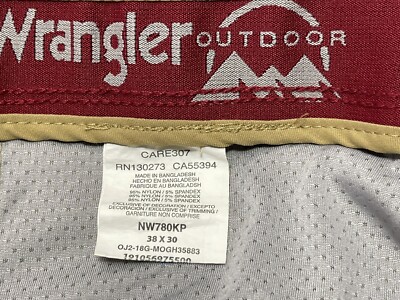 Wrangler OUTDOOR
CARE307
RN130273 CA55394
MADE IN BANGLADESH
HECHO EN BANGLADESH
FABRIQUE AU BANGLADESH
95% NYLON / 5% SPANDEX
95% NYLON / 5% SPANDEX
95% NYLON / 5% SPANDEX
EXCLUSIVE OF DECORATION / EXCEPTO
DECORACION / EXCLUSIVE OF TRIMMING /
GARNITURE NON COMPRISE
NW780KP
38 X 30
OJ2-18G-MOGH35883
191056975500